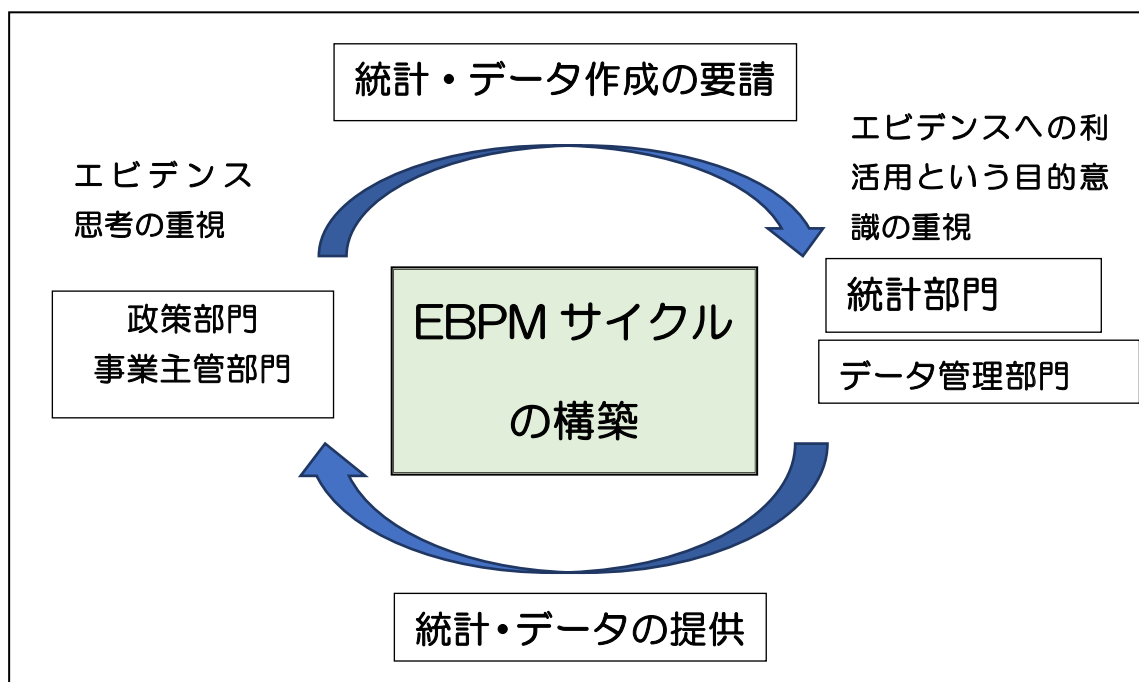 統計・データ作成の要請
エビデンス
思考の重視
エビデンスへの利
活用という目的意
識の重視
政策部門
事業主管部門
EBPM サイクル
の構築
統計部門
データ管理部門
統計・データの提供